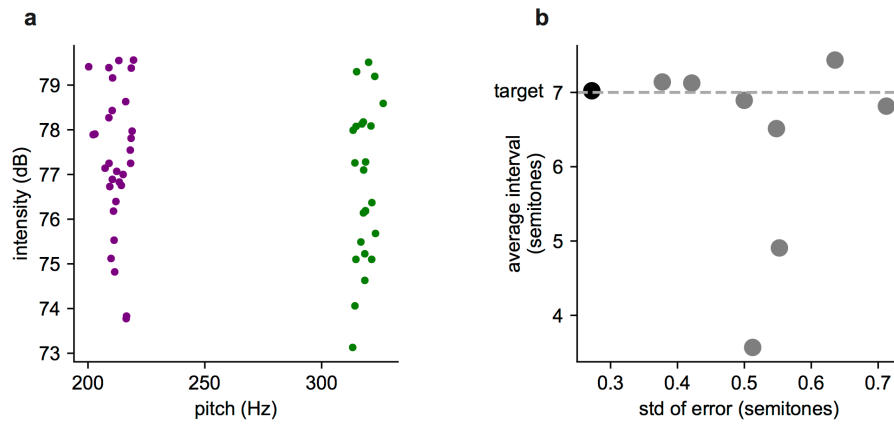 a
79
78
77
76
75
74
73
intensity (dB)
200
250
300
pitch (Hz)
b
target
7
6
5
4
average interval
(semitones)
0.3
0.4
0.5
0.6
0.7
std of error (semitones)